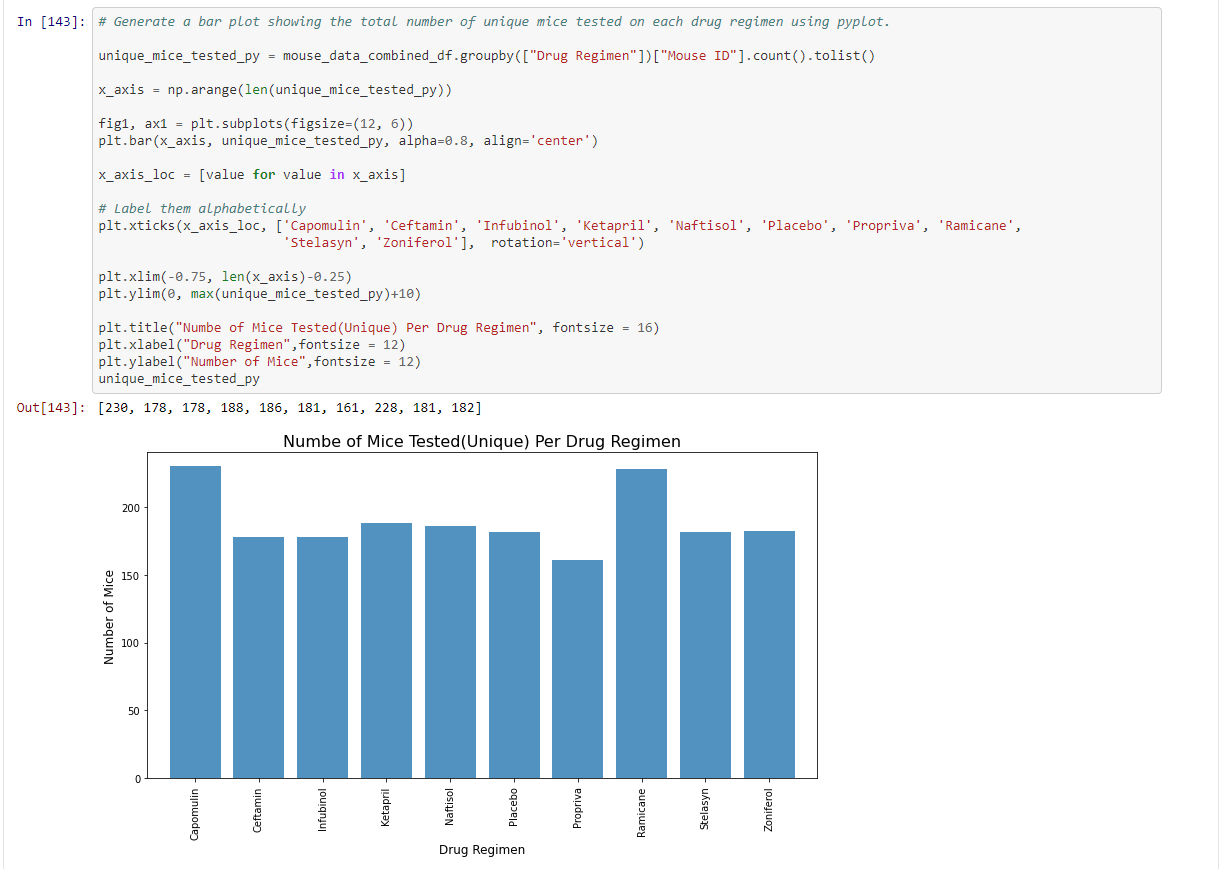 In [143]: # Generate a bar plot showing the total number of unique mice tested on each drug regimen using pyplot.
unique_mice_tested_py = mouse_data_combined_df.groupby(["Drug Regimen"])["Mouse ID"].count().tolist()
x_axis = np.arange(len(unique_mice_tested_py))
fig1, ax1 = plt.subplots(figsize=(12, 6))
plt.bar(x_axis, unique_mice_tested_py, alpha=0.8, align='center')
x_axis_loc = [value for value in x_axis]
# Label them alphabetically
plt.xticks(x_axis_loc, ['Capomulin', 'Ceftamin', 'Infubinol', 'Ketapril', 'Naftisol', 'Placebo', 'Propriva', 'Ramicane',
'Stelasyn', 'Zoniferol'],  rotation='vertical')
plt.xlim(-0.75, len(x_axis)-0.25)
plt.ylim(0, max(unique_mice_tested_py)+10)
plt.title("Numbe of Mice Tested(Unique) Per Drug Regimen", fontsize = 16)
plt.xlabel("Drug Regimen",fontsize = 12)
plt.ylabel("Number of Mice",fontsize = 12)
unique_mice_tested_py
Out[143]: [230, 178, 178, 188, 186, 181, 161, 228, 181, 182]
Numbe of Mice Tested(Unique) Per Drug Regimen
Number of Mice
200
150
100
50
0
Capomulin
Ceftamin
Infubinol
Ketapril
Naftisol
Placebo
Propriva
Ramicane
Stelasyn
Zoniferol
Drug Regimen